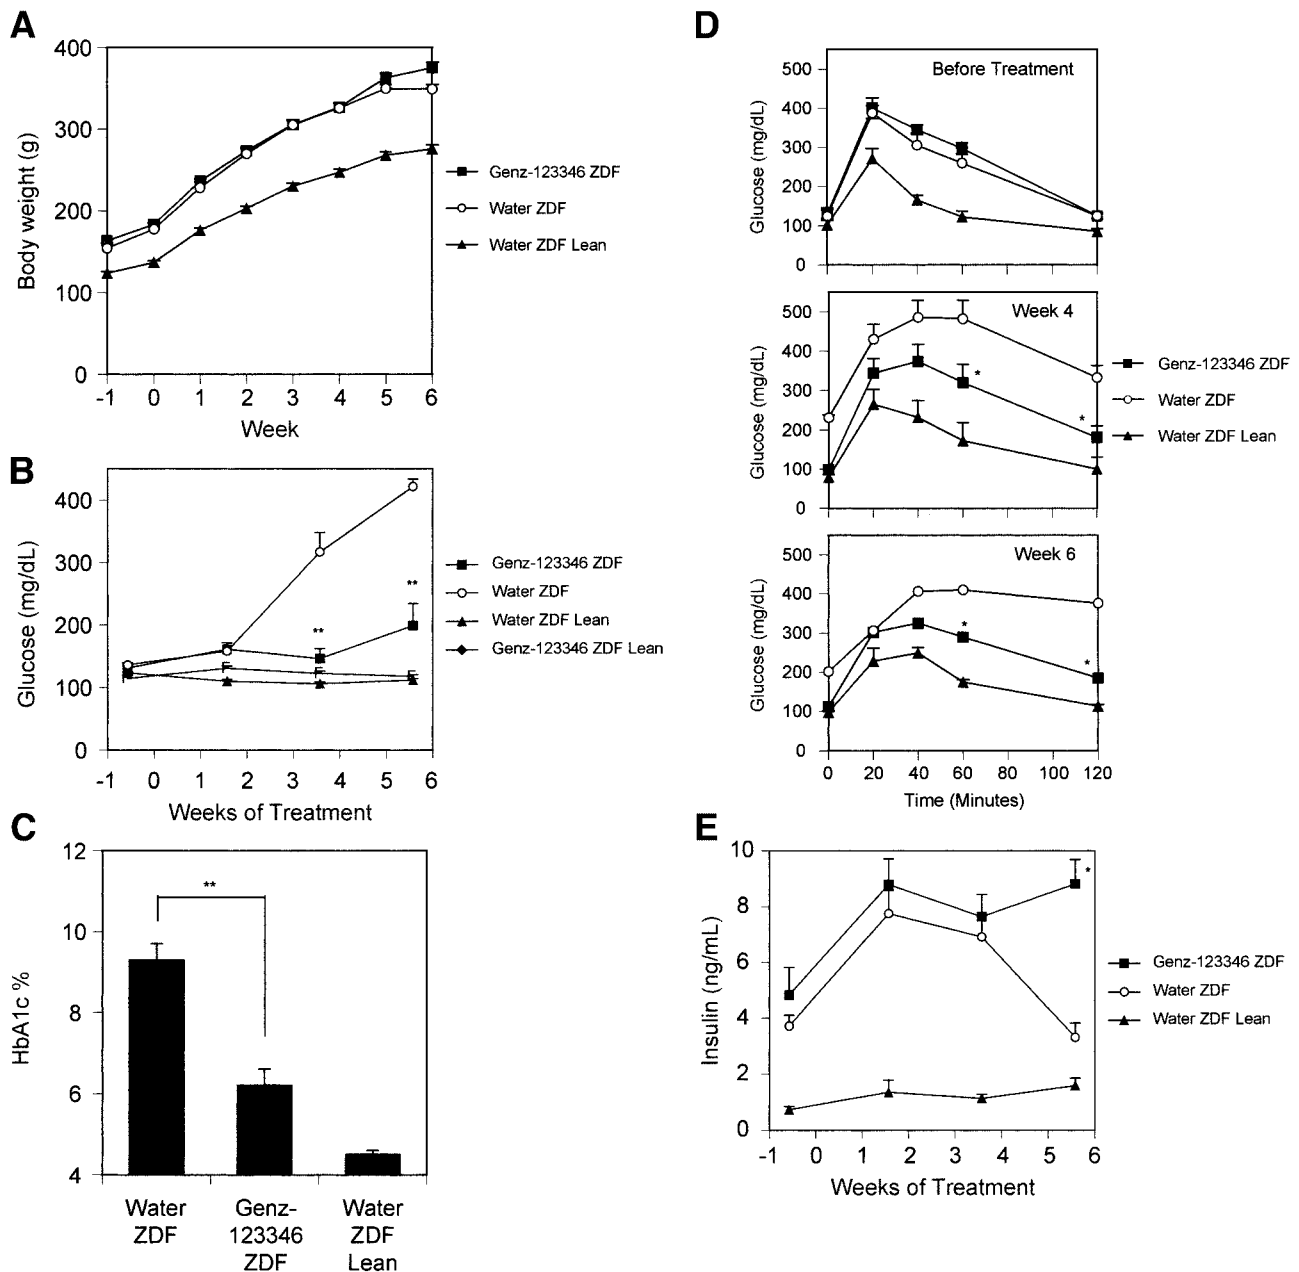 A
400
300
200
100
0
Body weight (g)
-1 0 1 2 3 4 5 6
Week
Genz-123346 ZDF
Water ZDF
Water ZDF Lean
B
400
300
200
100
0
Glucose (mg/dL)
**
**
-1 0 1 2 3 4 5 6
Weeks of Treatment
Genz-123346 ZDF
Water ZDF
Water ZDF Lean
Genz-123346 ZDF Lean
C
12
10
8
6
4
HbA1c %
**
Water
ZDF
Genz-
123346
ZDF
Water
ZDF
Lean
D
Before Treatment
500
400
300
200
100
0
Glucose (mg/dL)
Week 4
500
400
300
200
100
0
Glucose (mg/dL)
*
*
Genz-123346 ZDF
Water ZDF
Water ZDF Lean
Week 6
500
400
300
200
100
0
Glucose (mg/dL)
*
*
0 20 40 60 80 100 120
Time (Minutes)
E
10
8
6
4
2
0
Insulin (ng/mL)
*
-1 0 1 2 3 4 5 6
Weeks of Treatment
Genz-123346 ZDF
Water ZDF
Water ZDF Lean